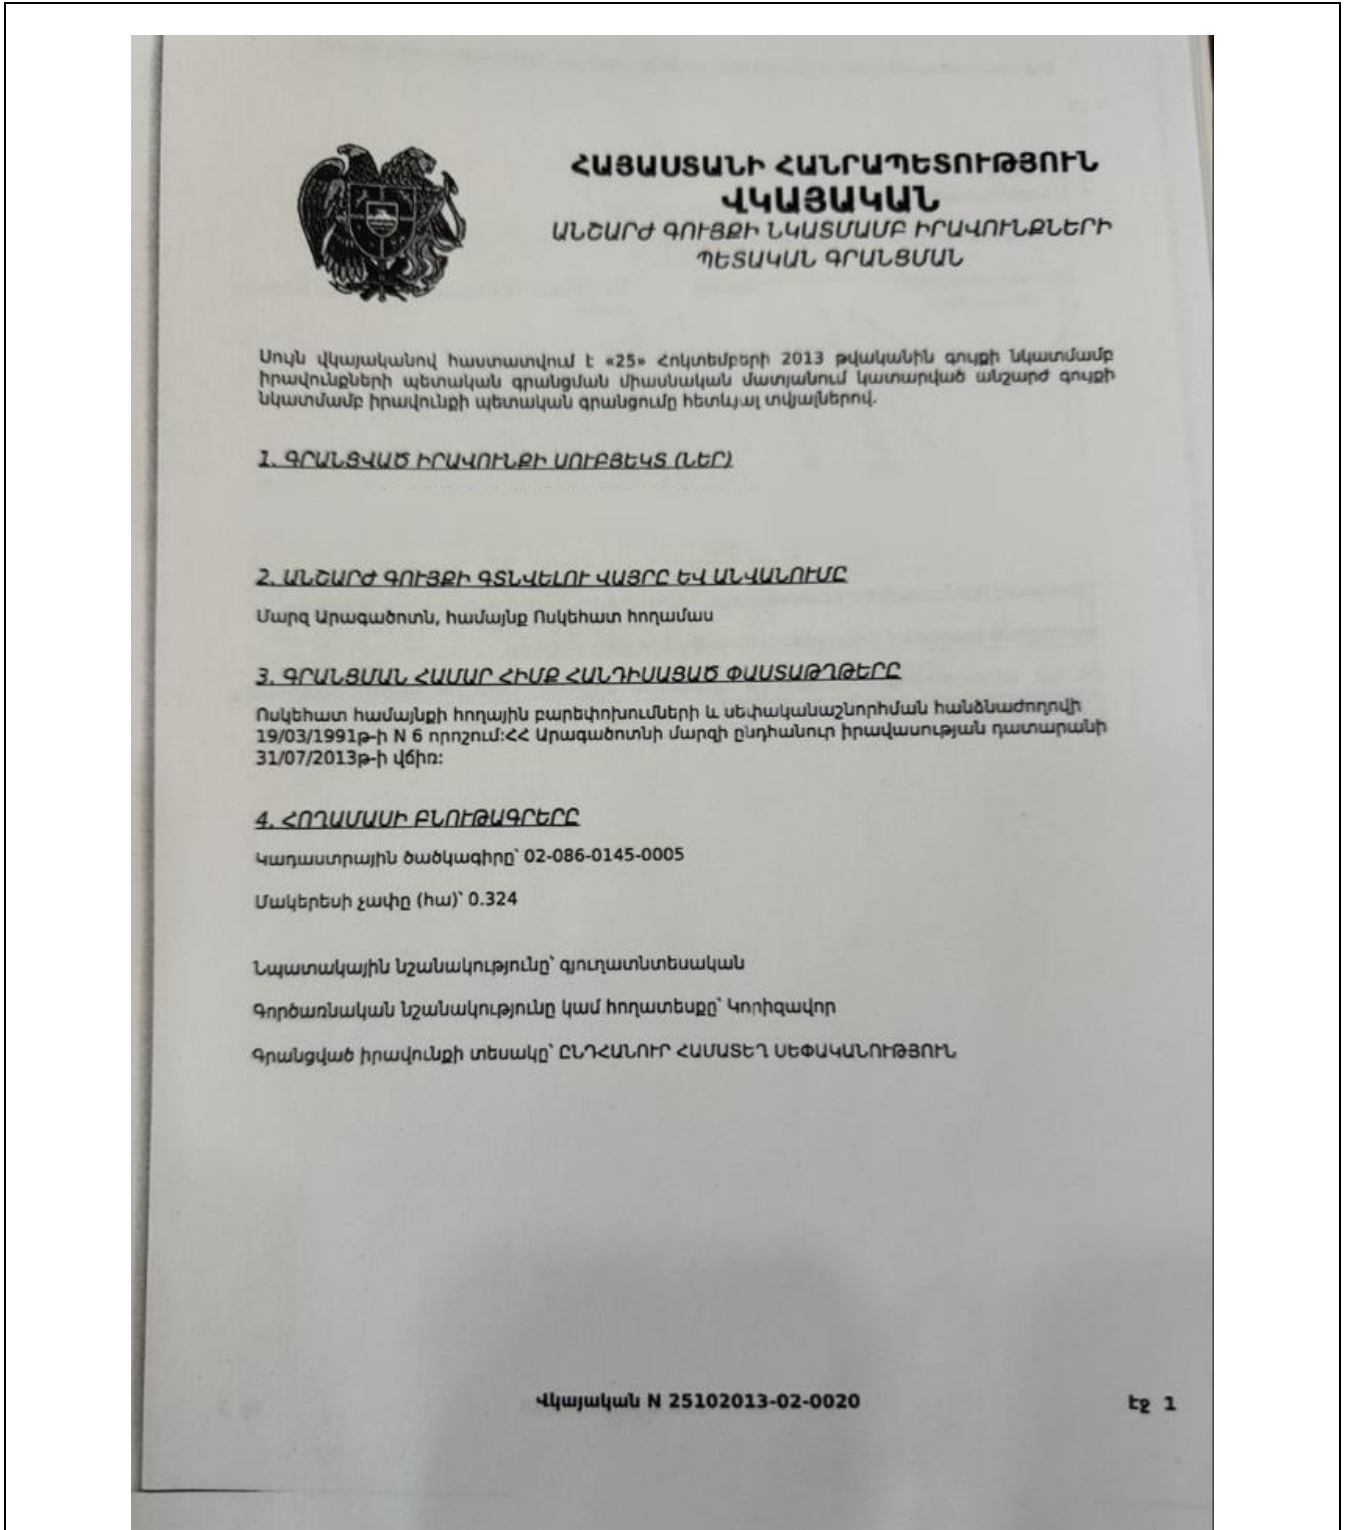 ՀԱՅԱՍՏԱՆԻ ՀԱՆՐԱՊԵՏՈՒԹՅՈՒՆ
ՎԿԱՅԱԿԱՆ
ԱՆՇԱՐԺ ԳՈՒՅՔԻ ՆԿԱՏՄԱՄԲ ԻՐԱՎՈՒՆՔՆԵՐԻ
ՊԵՏԱԿԱՆ ԳՐԱՆՑՄԱՆ
Սույն վկայականով հաստատվում է «25» Հոկտեմբերի 2013 թվականին գույքի նկատմամբ
իրավունքների պետական գրանցման միասնական մատյանում կատարված անշարժ գույքի
նկատմամբ իրավունքի պետական գրանցումը հետևյալ տվյալներով.
1. ԳՐԱՆՑՎԱԾ ԻՐԱՎՈՒՆՔԻ ՍՈՒԲՅԵԿՏ (ՆԵՐ)
2. ԱՆՇԱՐԺ ԳՈՒՅՔԻ ԳՏՆՎԵԼՈՒ ՎԱՅՐԸ ԵՎ ԱՆՎԱՆՈՒՄԸ
Մարզ Արագածոտն, համայնք Ոսկեհատ հողամաս
3. ԳՐԱՆՑՄԱՆ ՀԱՄԱՐ ՀԻՄՔ ՀԱՆԴԻՍԱՑԱԾ ՓԱՍՏԱԹՂԹԵՐԸ
Ոսկեհատ համայնքի հողային բարեփոխումների և սեփականաշնորհման հանձնաժողովի
19/03/1991թ-ի N 6 որոշում:ՀՀ Արագածոտնի մարզի ընդհանուր իրավասության դատարանի
31/07/2013թ-ի վճիռ:
4. ՀՈՂԱՄԱՍԻ ԲՆՈՒԹԱԳՐԵՐԸ
Կադաստրային ծածկագիրը՝ 02-086-0145-0005
Մակերեսի չափը (հա)՝ 0.324
Նպատակային նշանակությունը՝ գյուղատնտեսական
Գործառնական նշանակությունը կամ հողատեսքը՝ Կորիզավոր
Գրանցված իրավունքի տեսակը՝ ԸՆԴՀԱՆՈՒՐ ՀԱՄԱՏԵՂ ՍԵՓԱԿԱՆՈՒԹՅՈՒՆ
Վկայական N 25102013-02-0020
էջ 1